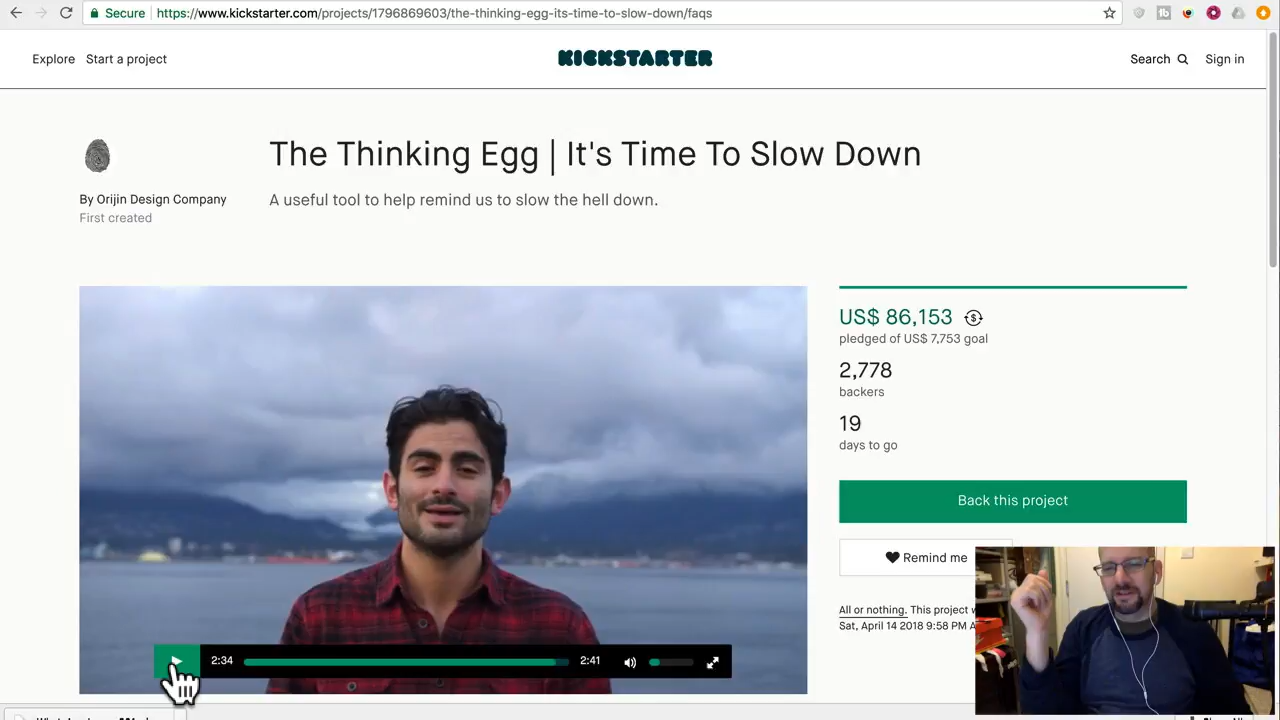 Secure https://www.kickstarter.com/projects/1796869603/the-thinking-egg-its-time-to-slow-down/faqs
Explore Start a project KICKSTARTER Search Sign in
The Thinking Egg | It's Time To Slow Down
By Orijin Design Company
First created
A useful tool to help remind us to slow the hell down.
US$ 86,153
pledged of US$ 7,753 goal
2,778
backers
19
days to go
Back this project
Remind me
All or nothing. This project
Sat, April 14 2018 9:58 PM
2:34 2:41